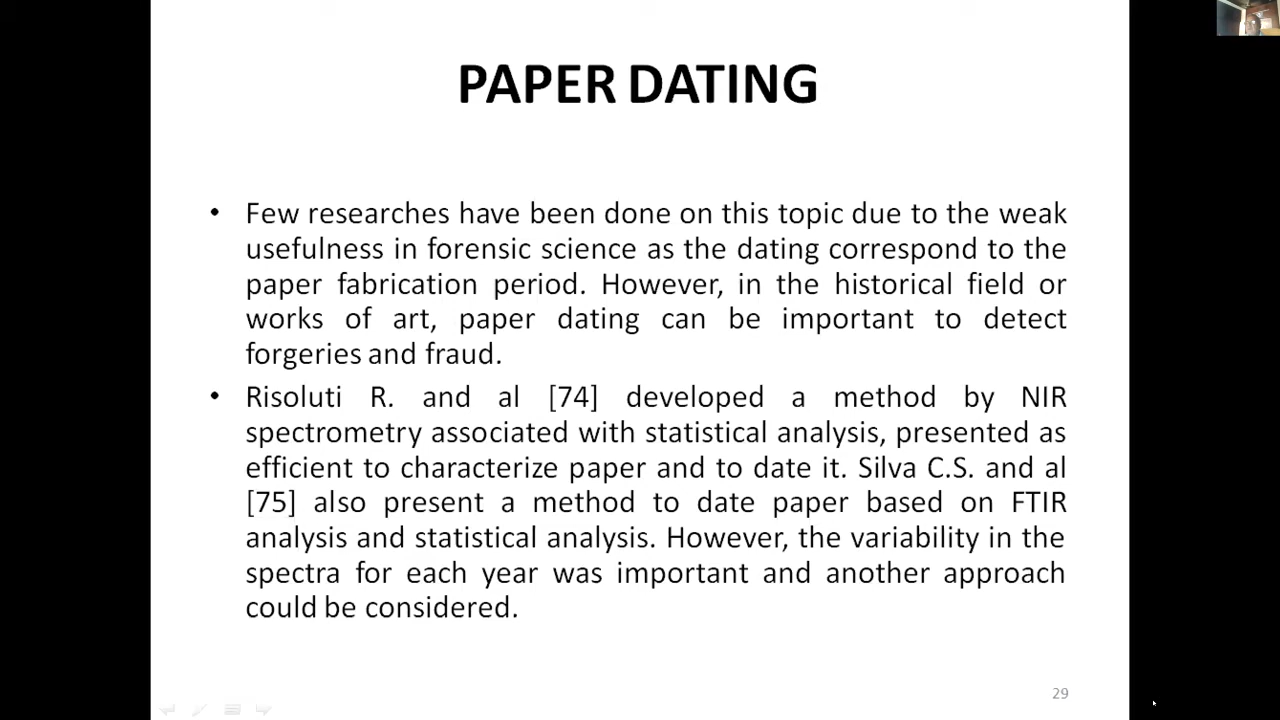 PAPER DATING
• Few researches have been done on this topic due to the weak
usefulness in forensic science as the dating correspond to the
paper fabrication period. However, in the historical field or
works of art, paper dating can be important to detect
forgeries and fraud.
• Risoluti R. and al [74] developed a method by NIR
spectrometry associated with statistical analysis, presented as
efficient to characterize paper and to date it. Silva C.S. and al
[75] also present a method to date paper based on FTIR
analysis and statistical analysis. However, the variability in the
spectra for each year was important and another approach
could be considered.
29